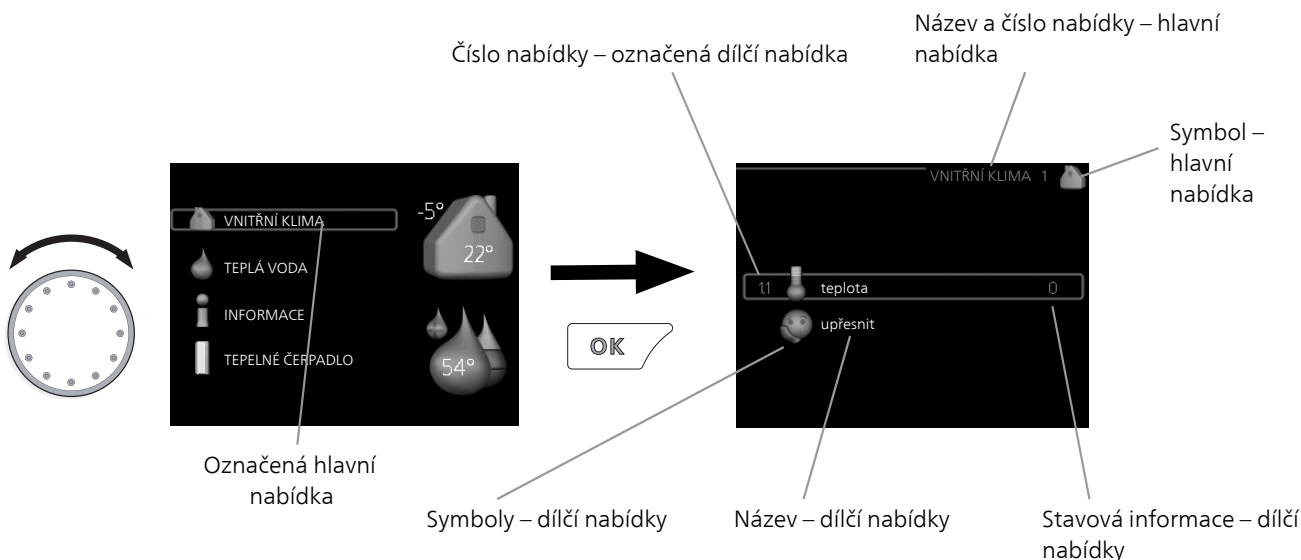 Název a číslo nabídky – hlavní
nabídka
Číslo nabídky – označená dílčí nabídka
Symbol –
hlavní
nabídka
VNITŘNÍ KLIMA
-5°
22°
TEPLÁ VODA
INFORMACE
TEPELNÉ ČERPADLO
54°
OK
VNITŘNÍ KLIMA 1
1.1 teplota 0
upřesnit
Označená hlavní
nabídka
Symboly – dílčí nabídky
Název – dílčí nabídky
Stavová informace – dílčí
nabídky